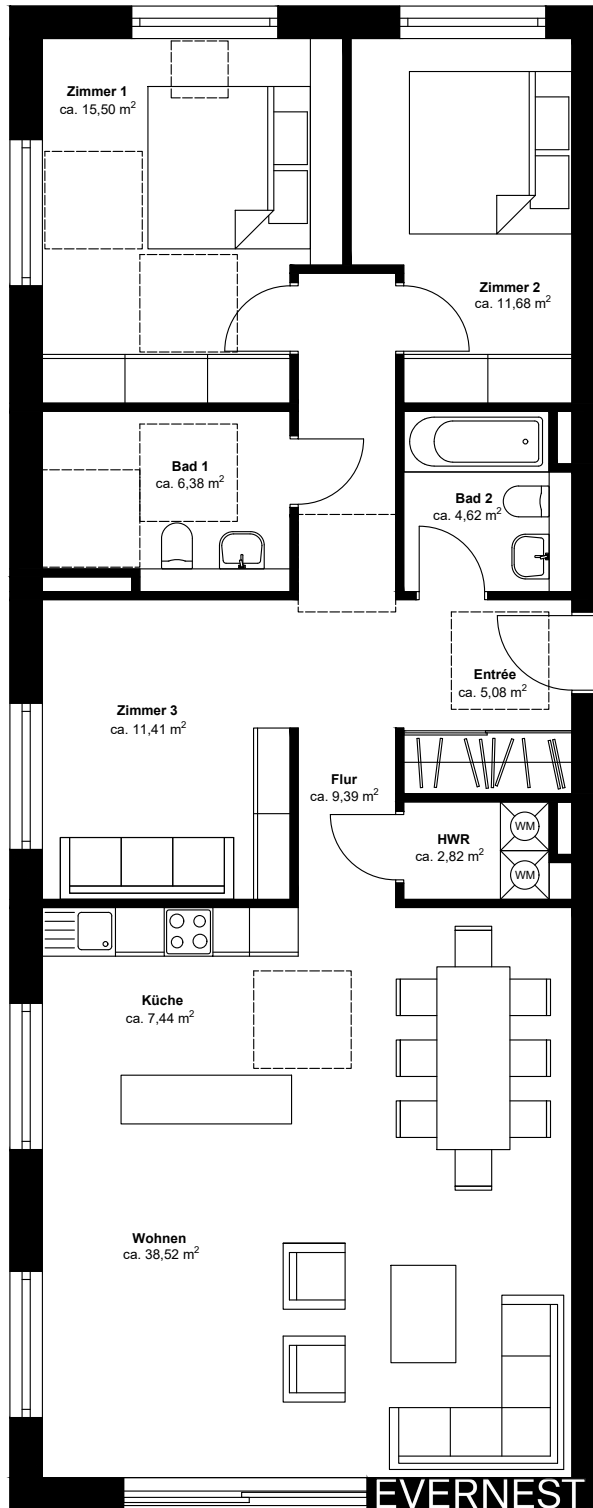 Zimmer 1
ca. 15,50 m²
Zimmer 2
ca. 11,68 m²
Bad 1
ca. 6,38 m²
Bad 2
ca. 4,62 m²
Entrée
ca. 5,08 m²
Zimmer 3
ca. 11,41 m²
Flur
ca. 9,39 m²
HWR
ca. 2,82 m²
WM
WM
Küche
ca. 7,44 m²
Wohnen
ca. 38,52 m²
EVERNEST